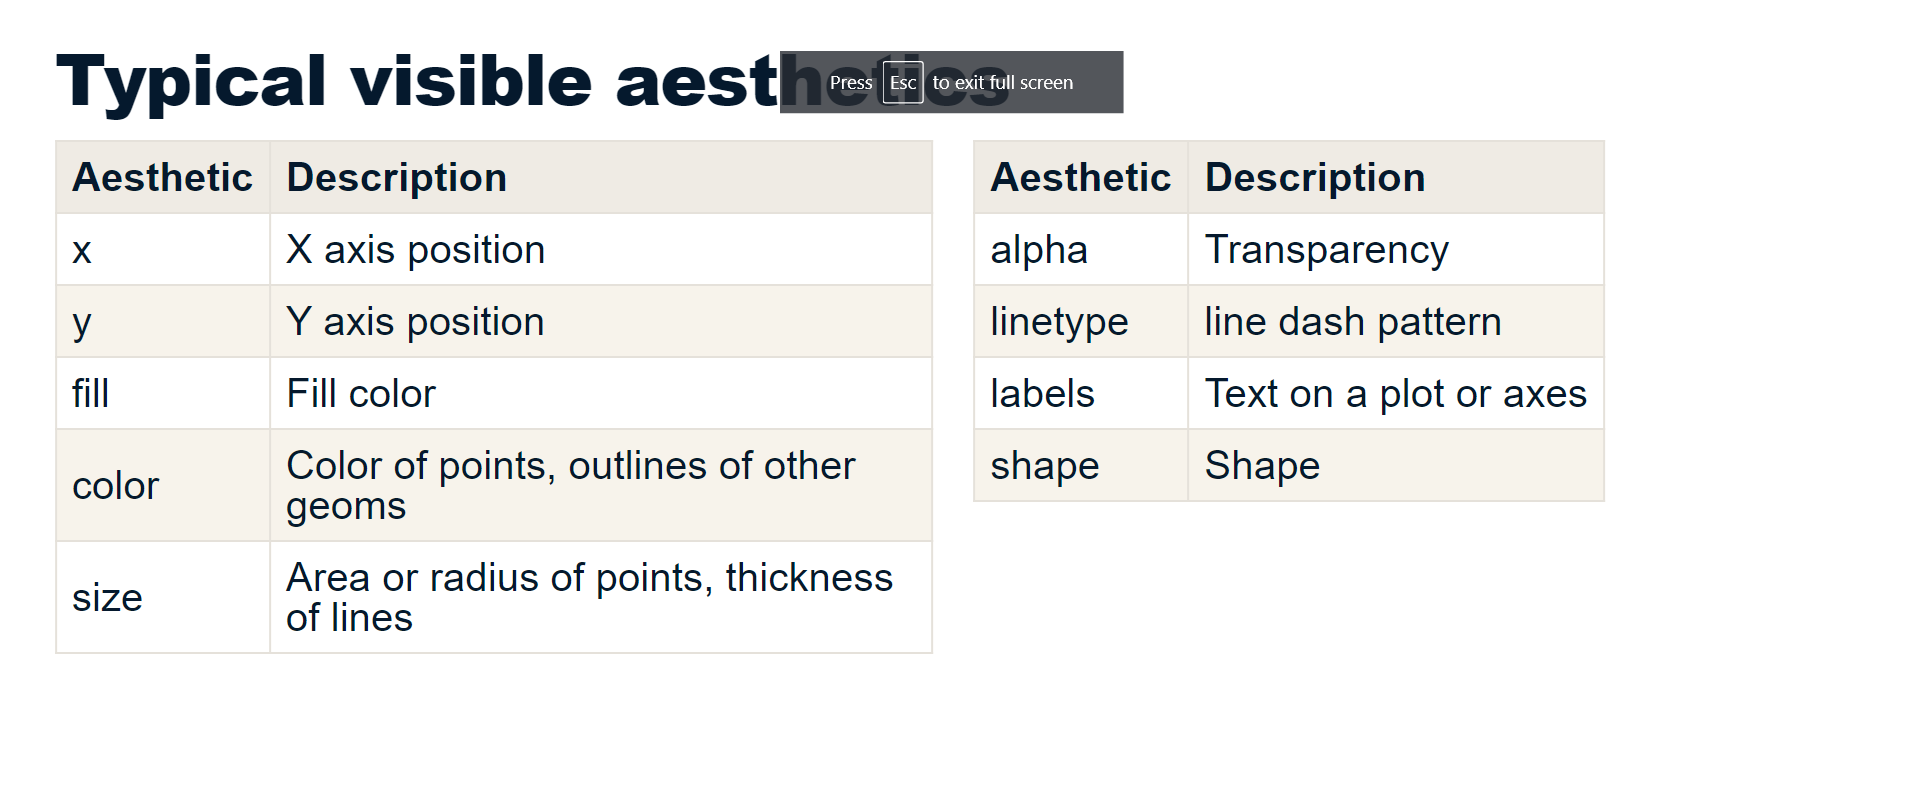 Typical visible aesthetics
Press Esc to exit full screen
Aesthetic Description
x X axis position
y Y axis position
fill Fill color
color Color of points, outlines of other
geoms
size Area or radius of points, thickness
of lines
Aesthetic Description
alpha Transparency
linetype line dash pattern
labels Text on a plot or axes
shape Shape